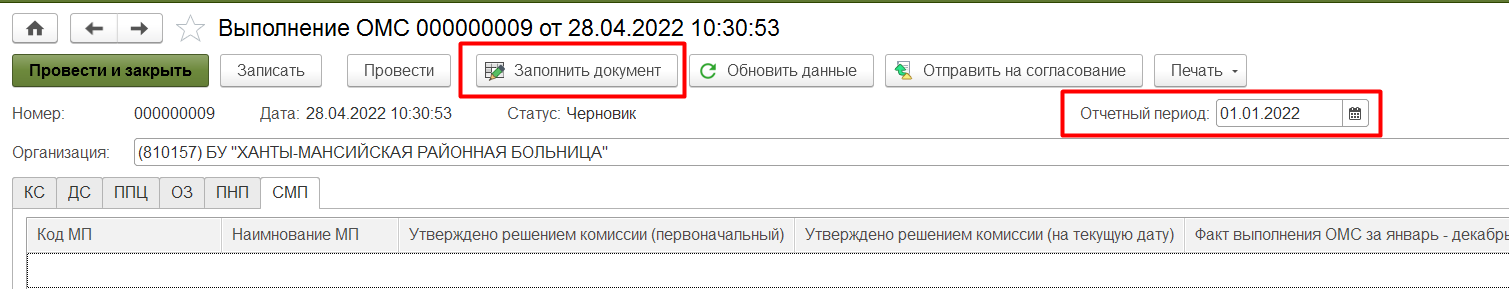 Выполнение ОМС 000000009 от 28.04.2022 10:30:53
Провести и закрыть Записать Провести Заполнить документ Обновить данные Отправить на согласование Печать
Номер: 000000009 Дата: 28.04.2022 10:30:53 Статус: Черновик Отчетный период: 01.01.2022
Организация: (810157) БУ "ХАНТЫ-МАНСИЙСКАЯ РАЙОННАЯ БОЛЬНИЦА"
КС ДС ППЦ ОЗ ПНП СМП
Код МП Наимнование МП Утверждено решением комиссии (первоначальный) Утверждено решением комиссии (на текущую дату) Факт выполнения ОМС за январь - декабрь